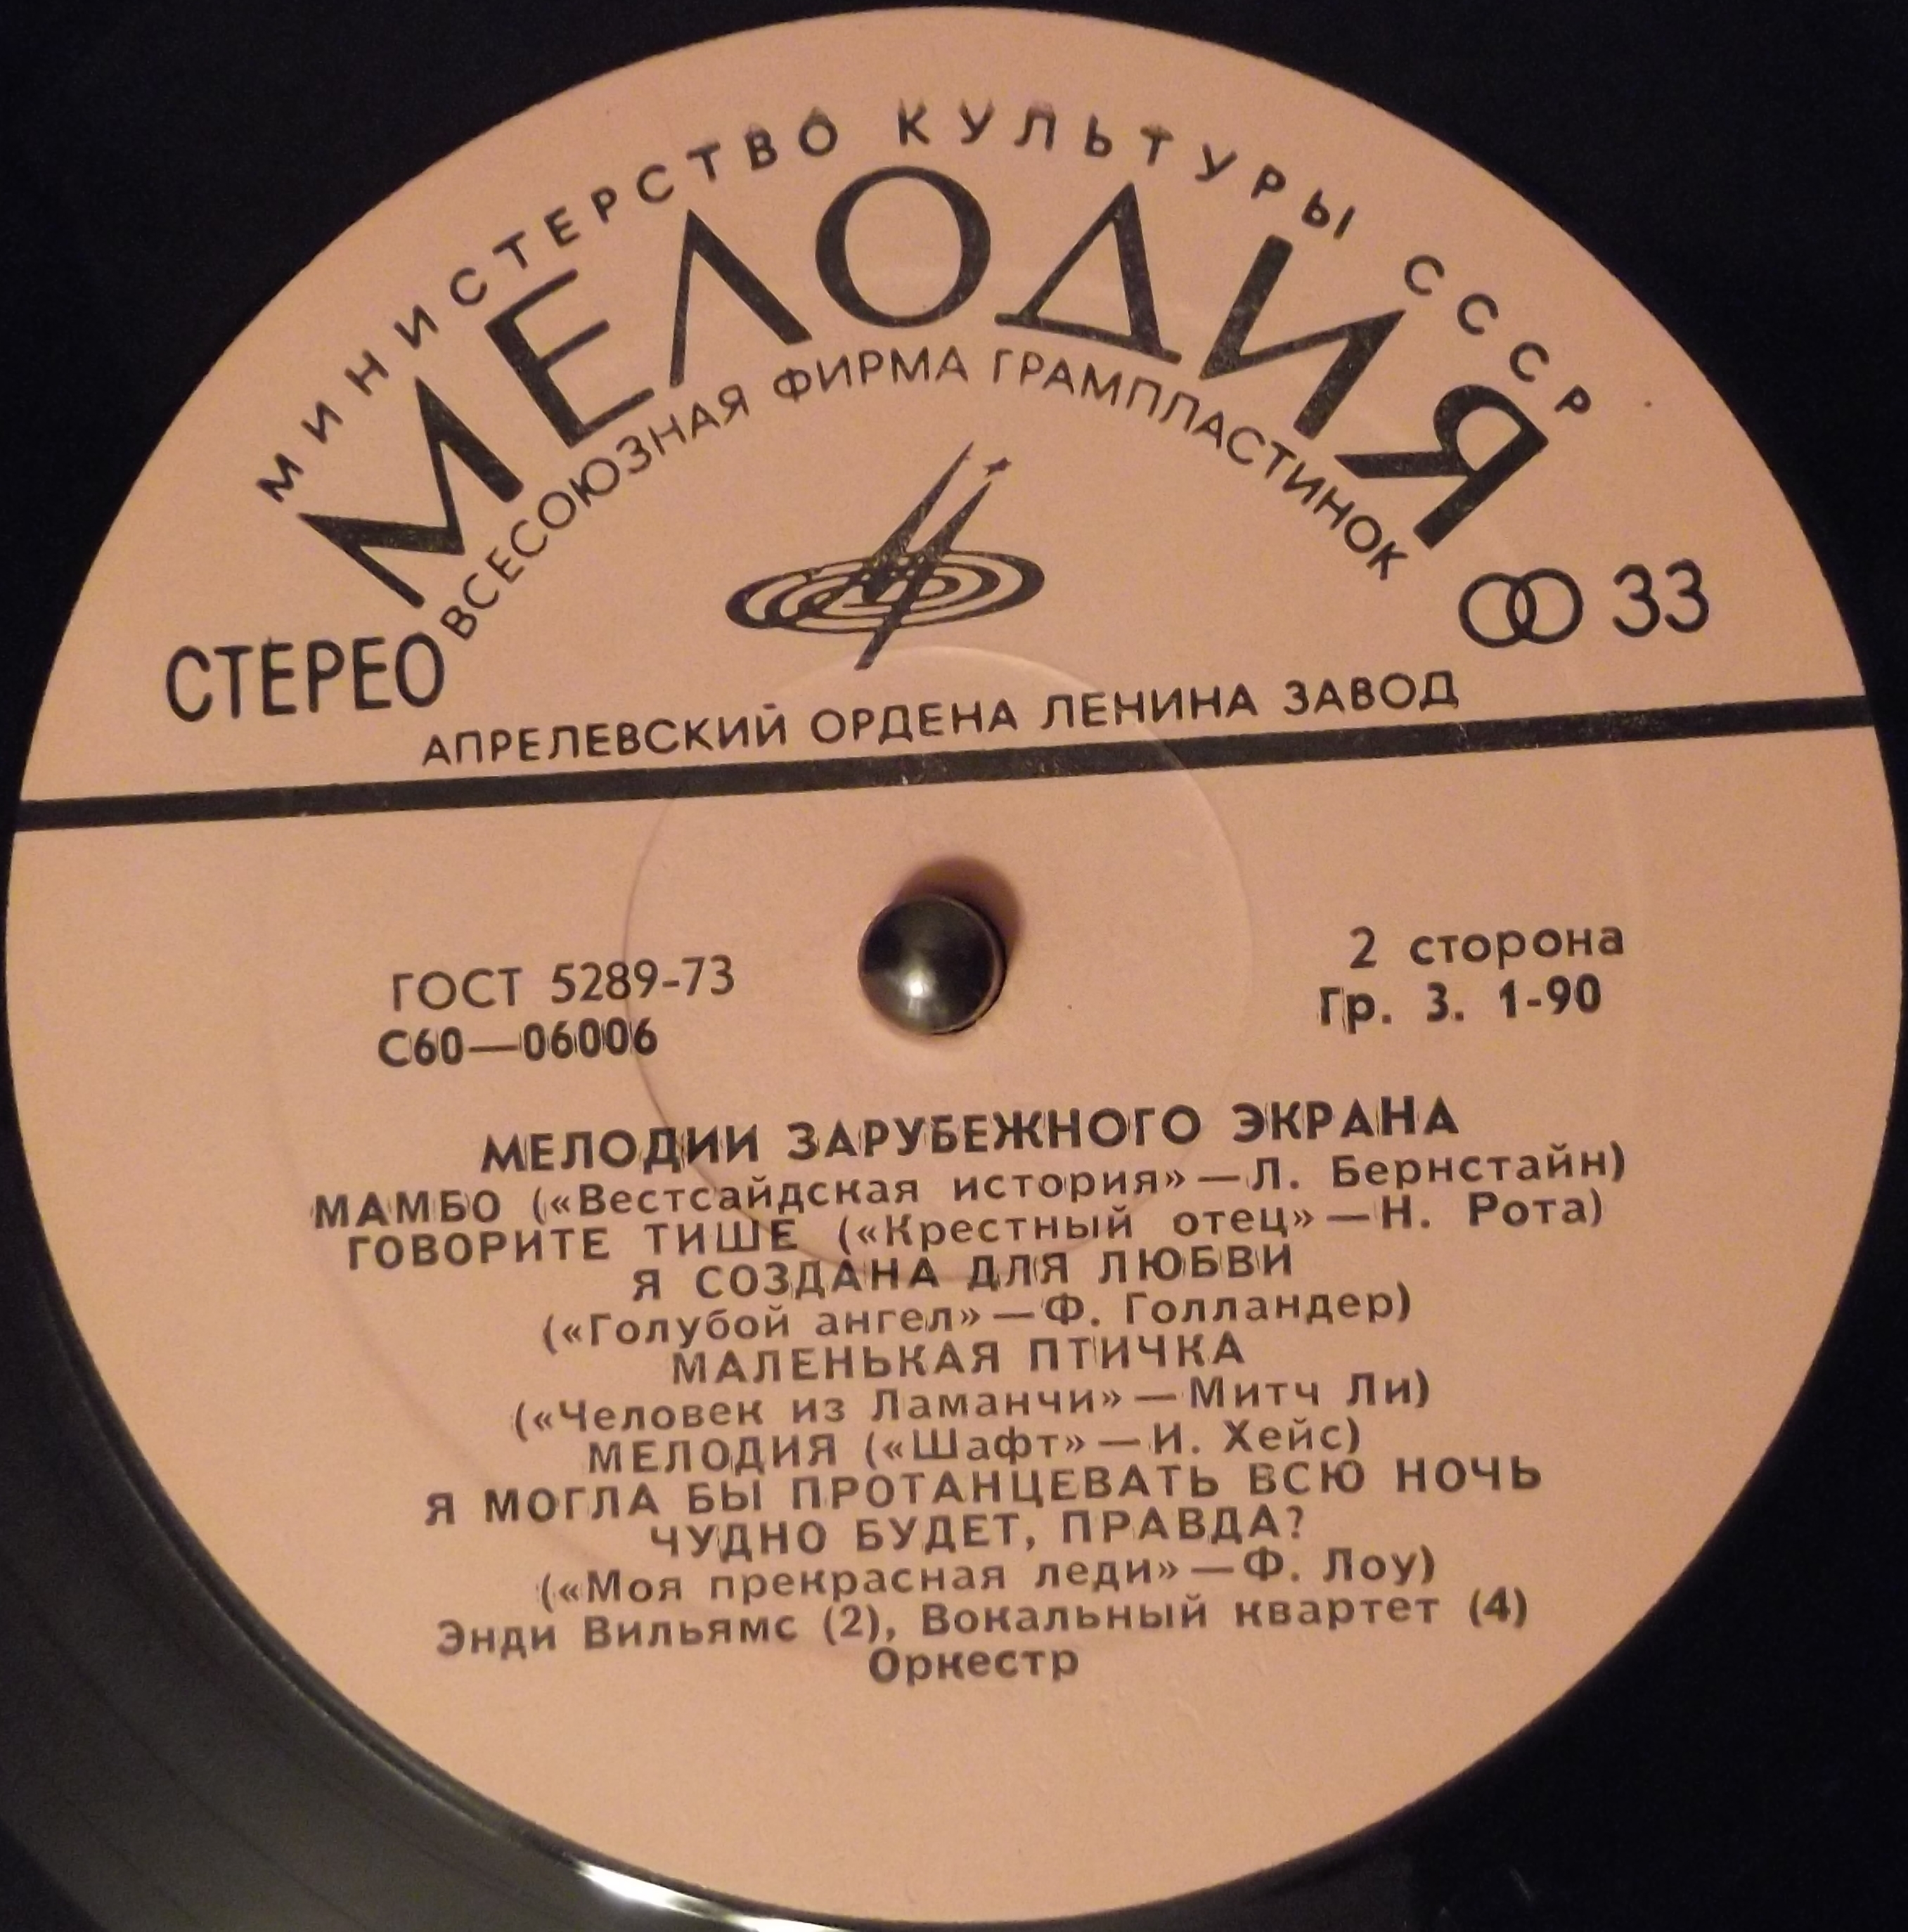 МИНИСТЕРСТВО КУЛЬТУРЫ СССР
МЕЛОДИЯ
ВСЕСОЮЗНАЯ ФИРМА ГРАМПЛАСТИНОК
СТЕРЕО
33
АПРЕЛЕВСКИЙ ОРДЕНА ЛЕНИНА ЗАВОД
ГОСТ 5289-73
С60—06006
2 сторона
Гр. 3. 1-90
МЕЛОДИИ ЗАРУБЕЖНОГО ЭКРАНА
МАМБО («Вестсайдская история»—Л. Бернстайн)
ГОВОРИТЕ ТИШЕ («Крестный отец»—Н. Рота)
Я СОЗДАНА ДЛЯ ЛЮБВИ
(«Голубой ангел»—Ф. Голландер)
МАЛЕНЬКАЯ ПТИЧКА
(«Человек из Ламанчи»—Митч Ли)
МЕЛОДИЯ («Шафт»—И. Хейс)
Я МОГЛА БЫ ПРОТАНЦЕВАТЬ ВСЮ НОЧЬ
ЧУДНО БУДЕТ, ПРАВДА?
(«Моя прекрасная леди»—Ф. Лоу)
Энди Вильямс (2), Вокальный квартет (4)
Оркестр